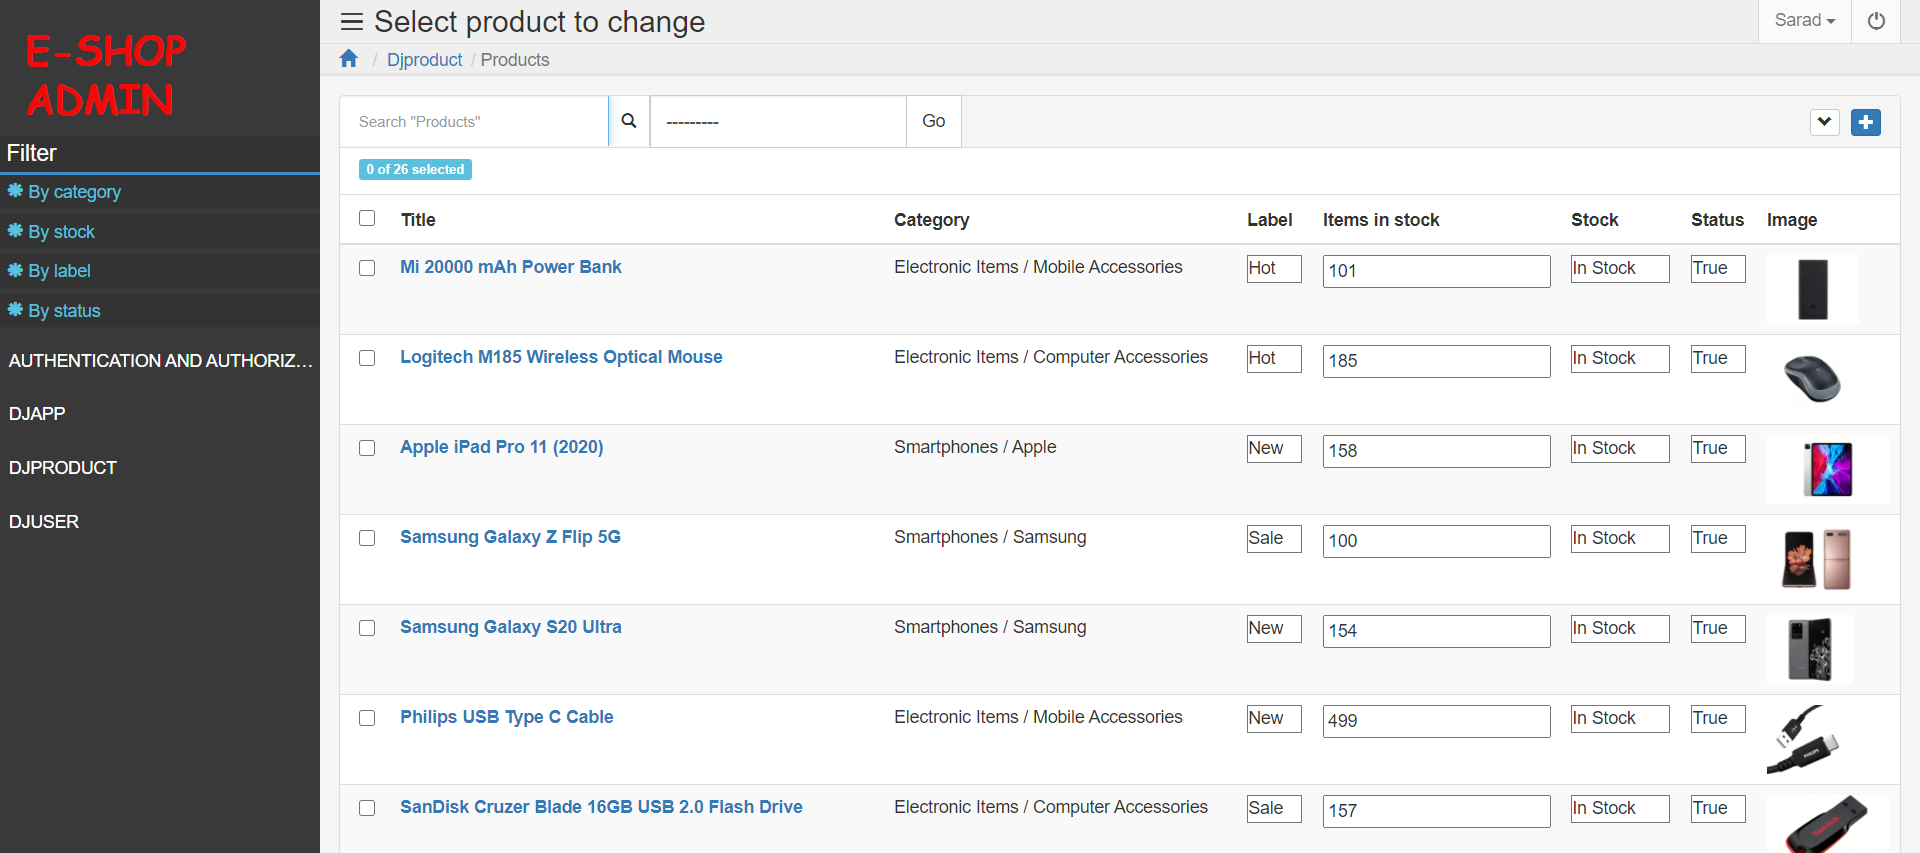 E-SHOP
ADMIN
Filter
By category
By stock
By label
By status
AUTHENTICATION AND AUTHORIZ...
DJAPP
DJPRODUCT
DJUSER
Select product to change
Sarad
/ Djproduct / Products
Search "Products"
---------
Go
0 of 26 selected
Title Category Label Items in stock Stock Status Image
Mi 20000 mAh Power Bank Electronic Items / Mobile Accessories Hot 101 In Stock True
Logitech M185 Wireless Optical Mouse Electronic Items / Computer Accessories Hot 185 In Stock True
Apple iPad Pro 11 (2020) Smartphones / Apple New 158 In Stock True
Samsung Galaxy Z Flip 5G Smartphones / Samsung Sale 100 In Stock True
Samsung Galaxy S20 Ultra Smartphones / Samsung New 154 In Stock True
Philips USB Type C Cable Electronic Items / Mobile Accessories New 499 In Stock True
PHILIPS
SanDisk Cruzer Blade 16GB USB 2.0 Flash Drive Electronic Items / Computer Accessories Sale 157 In Stock True
SanDisk